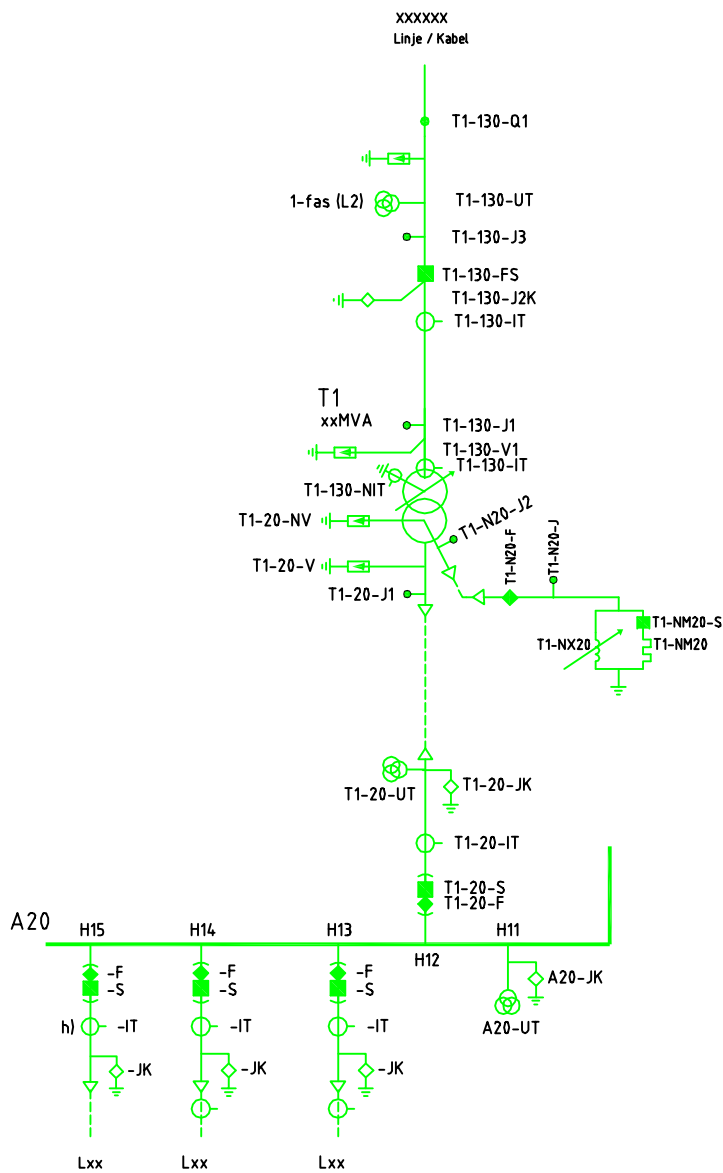 XXXXXX
Linje / Kabel
T1-130-Q1
1-fas (L2)
T1-130-UT
T1-130-J3
T1-130-FS
T1-130-J2K
T1-130-IT
T1
xxMVA
T1-130-J1
T1-130-V1
T1-130-IT
T1-130-NIT
T1-20-NV
T1-N20-J2
T1-N20-F
T1-N20-J
T1-20-V
T1-20-J1
T1-NM20-S
T1-NX20
T1-NM20
T1-20-UT
T1-20-JK
T1-20-IT
T1-20-S
T1-20-F
A20
H15
H14
H13
H11
H12
-F
-F
-F
A20-JK
-S
-S
-S
h)
-IT
-IT
-IT
A20-UT
-JK
-JK
-JK
Lxx
Lxx
Lxx